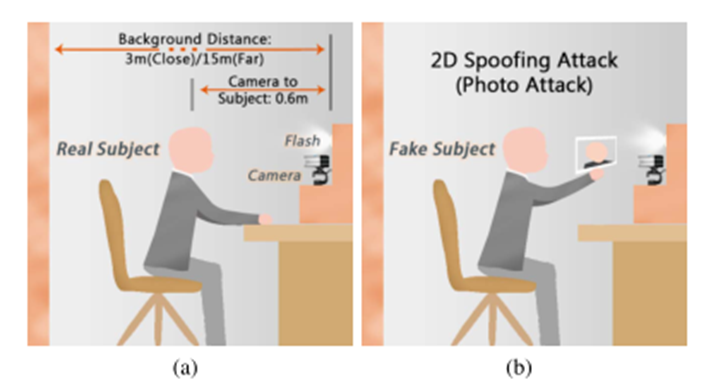 Background Distance:
3m(Close)/15m(Far)
Camera to
Subject: 0.6m
Real Subject
Flash
Camera
(a)
2D Spoofing Attack
(Photo Attack)
Fake Subject
(b)